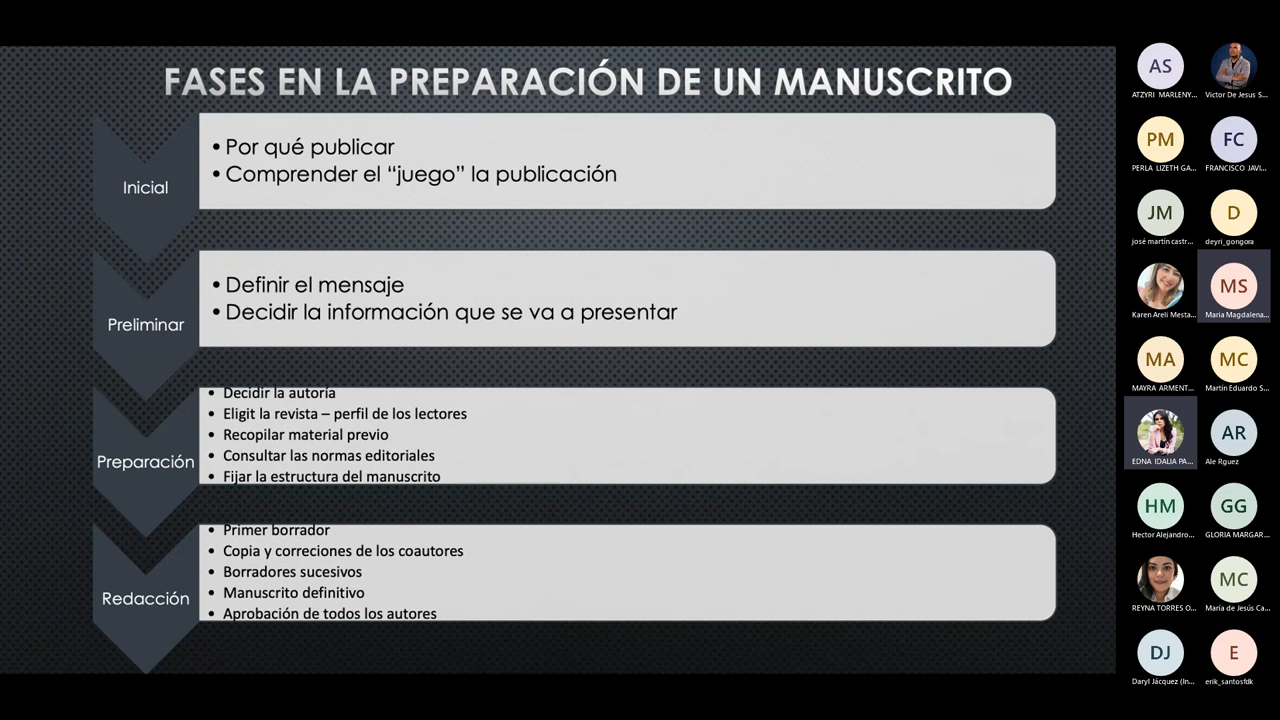 FASES EN LA PREPARACIÓN DE UN MANUSCRITO
Inicial
• Por qué publicar
• Comprender el “juego” la publicación
Preliminar
• Definir el mensaje
• Decidir la información que se va a presentar
Preparación
• Decidir la autoría
• Eligit la revista – perfil de los lectores
• Recopilar material previo
• Consultar las normas editoriales
• Fijar la estructura del manuscrito
Redacción
• Primer borrador
• Copia y correciones de los coautores
• Borradores sucesivos
• Manuscrito definitivo
• Aprobación de todos los autores
AS
ATZYRI MARLENY...
Victor De Jesus S...
PM
PERLA LIZETH GA...
FC
FRANCISCO JAVI...
JM
josé martín castr...
D
deyri_gongora
Karen Areli Mesta...
MS
Maria Magdalena...
MA
MAYRA ARMENT...
MC
Martin Eduardo S...
EDNA IDALIA PA...
AR
Ale Rguez
HM
Hector Alejandro...
GG
GLORIA MARGAR...
REYNA TORRES O...
MC
María de Jesús Ca...
DJ
Daryl Jácquez (In...
E
erik_santosfdk